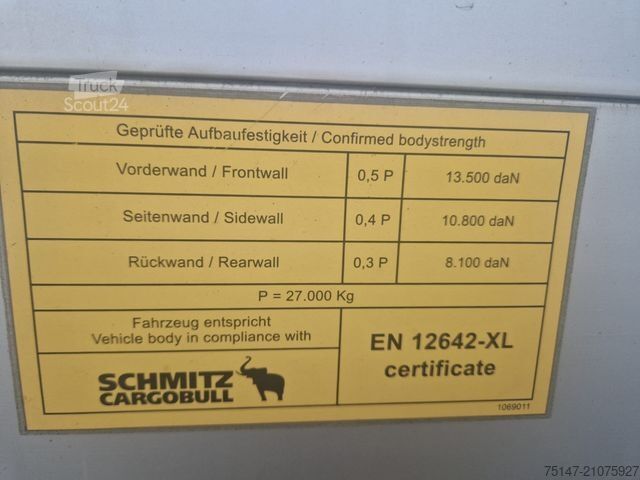 Truck
Scout24
Geprüfte Aufbaufestigkeit / Confirmed bodystrength
Vorderwand / Frontwall 0,5 P 13.500 daN
Seitenwand / Sidewall 0,4 P 10.800 daN
Rückwand / Rearwall 0,3 P 8.100 daN
P = 27.000 Kg
Fahrzeug entspricht
Vehicle body in compliance with
SCHMITZ
CARGOBULL
EN 12642-XL
certificate
1069011
75147-21075927